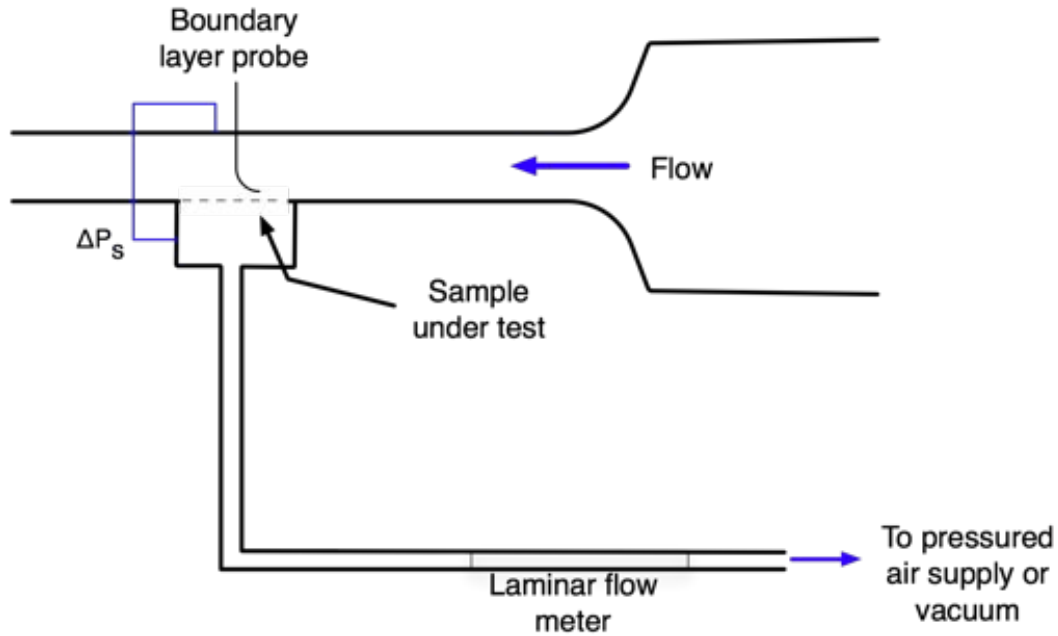 Boundary
layer probe
Flow
ΔPs
Sample
under test
Laminar flow
meter
To pressured
air supply or
vacuum